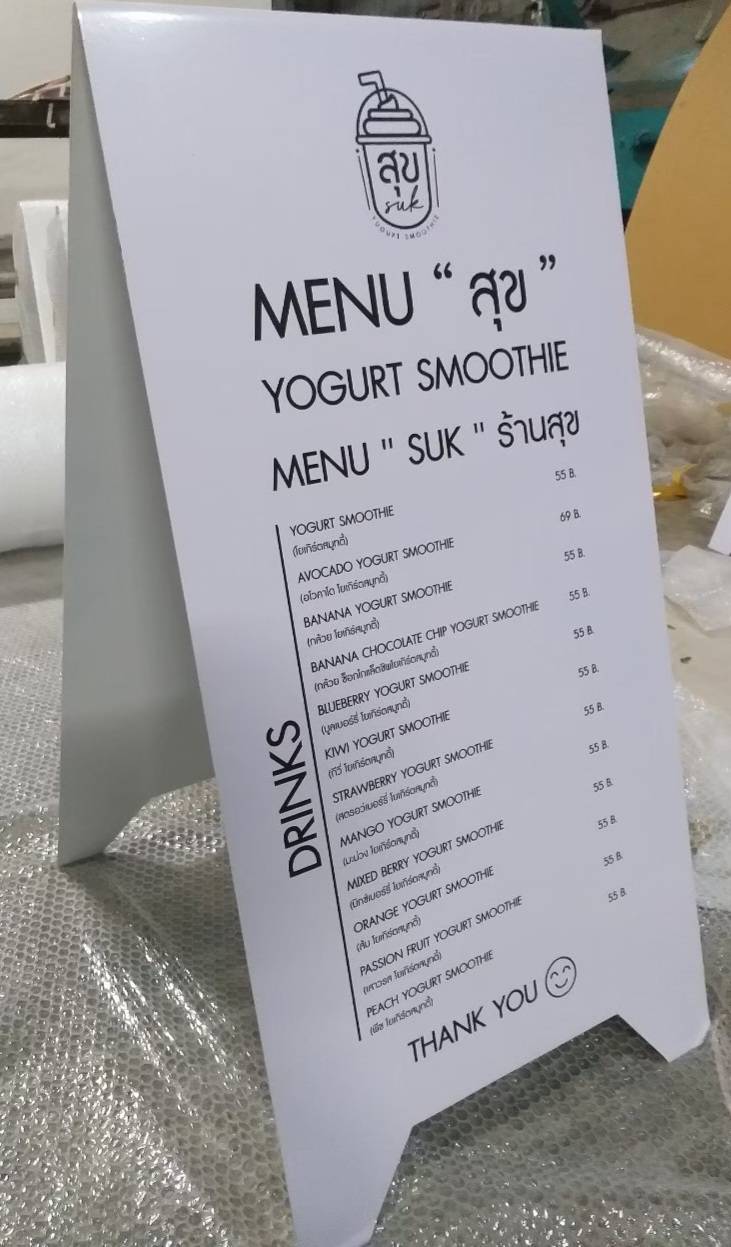 สุข
suk
YOGURT SMOOTHIE
MENU “ สุข ”
YOGURT SMOOTHIE
MENU " SUK " ร้านสุข
DRINKS
YOGURT SMOOTHIE 55 B.
(โยเกิร์ตสมูทตี้)
AVOCADO YOGURT SMOOTHIE 69 B.
(อโวคาโด โยเกิร์ตสมูทตี้)
BANANA YOGURT SMOOTHIE 55 B.
(กล้วย โยเกิร์ตสมูทตี้)
BANANA CHOCOLATE CHIP YOGURT SMOOTHIE 55 B.
(กล้วย ช็อกโกแล็ตชิพโยเกิร์ตสมูทตี้)
BLUEBERRY YOGURT SMOOTHIE 55 B.
(บูลเบอร์รี่ โยเกิร์ตสมูทตี้)
KIWI YOGURT SMOOTHIE 55 B.
(กีวี่ โยเกิร์ตสมูทตี้)
STRAWBERRY YOGURT SMOOTHIE 55 B.
(สตรอว์เบอร์รี่ โยเกิร์ตสมูทตี้)
MANGO YOGURT SMOOTHIE 55 B.
(มะม่วง โยเกิร์ตสมูทตี้)
MIXED BERRY YOGURT SMOOTHIE 55 B.
(มิกซ์เบอร์รี่ โยเกิร์ตสมูทตี้)
ORANGE YOGURT SMOOTHIE 55 B.
(ส้ม โยเกิร์ตสมูทตี้)
PASSION FRUIT YOGURT SMOOTHIE 55 B.
(เสาวรส โยเกิร์ตสมูทตี้)
PEACH YOGURT SMOOTHIE 55 B.
(พีช โยเกิร์ตสมูทตี้)
THANK YOU